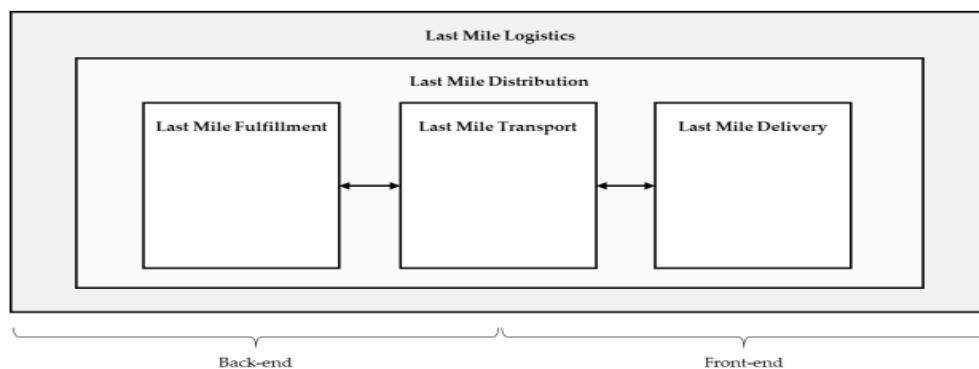 Last Mile Logistics
Last Mile Distribution
Last Mile Fulfillment
Last Mile Transport
Last Mile Delivery
Back-end
Front-end